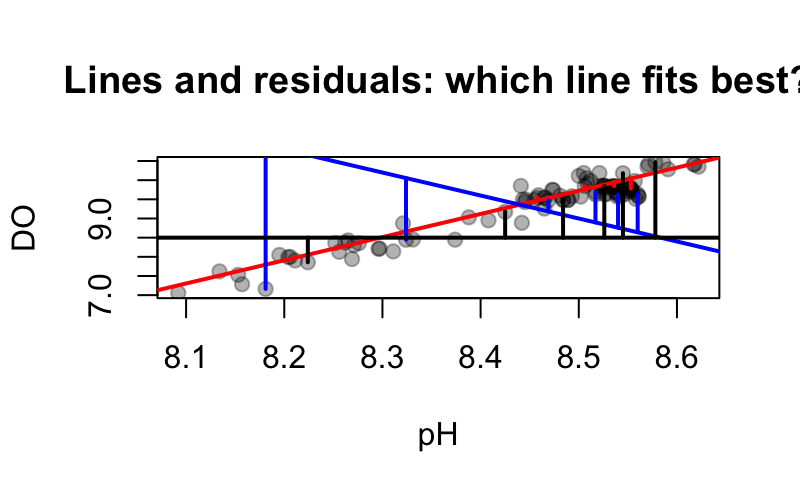 Lines and residuals: which line fits best?
DO
9.0
7.0
8.1 8.2 8.3 8.4 8.5 8.6
pH